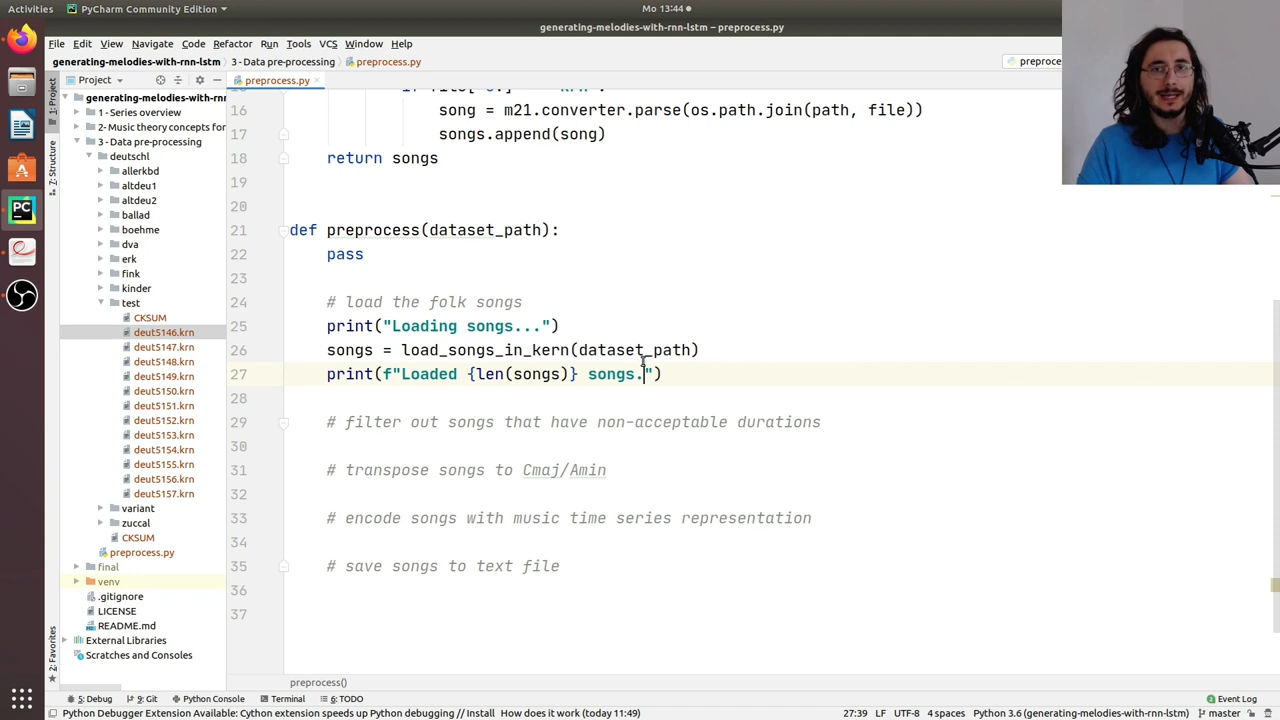 Activities PyCharm Community Edition Mo 13:44
generating-melodies-with-rnn-lstm – preprocess.py
File Edit View Navigate Code Refactor Run Tools VCS Window Help
generating-melodies-with-rnn-lstm 3 - Data pre-processing preprocess.py
preproce
Project
preprocess.py
1: Project
7: Structure
2: Favorites
generating-melodies-with-rnn
1 - Series overview
2- Music theory concepts for
3 - Data pre-processing
deutschl
allerkbd
altdeu1
altdeu2
ballad
boehme
dva
erk
fink
kinder
test
CKSUM
deut5146.krn
deut5147.krn
deut5148.krn
deut5149.krn
deut5150.krn
deut5151.krn
deut5152.krn
deut5153.krn
deut5154.krn
deut5155.krn
deut5156.krn
deut5157.krn
variant
zuccal
CKSUM
preprocess.py
final
venv
.gitignore
LICENSE
README.md
External Libraries
Scratches and Consoles
16 song = m21.converter.parse(os.path.join(path, file))
17 songs.append(song)
18 return songs
19
20
21 def preprocess(dataset_path):
22 pass
23
24 # load the folk songs
25 print("Loading songs...")
26 songs = load_songs_in_kern(dataset_path)
27 print(f"Loaded {len(songs)} songs.")
28
29 # filter out songs that have non-acceptable durations
30
31 # transpose songs to Cmaj/Amin
32
33 # encode songs with music time series representation
34
35 # save songs to text file
36
37
preprocess()
5: Debug 9: Git Python Console Terminal 6: TODO Event Log
Python Debugger Extension Available: Cython extension speeds up Python debugging // Install How does it work (today 11:49) 27:39 LF UTF-8 4 spaces Python 3.6 (generating-melodies-with-rnn-lstm) master